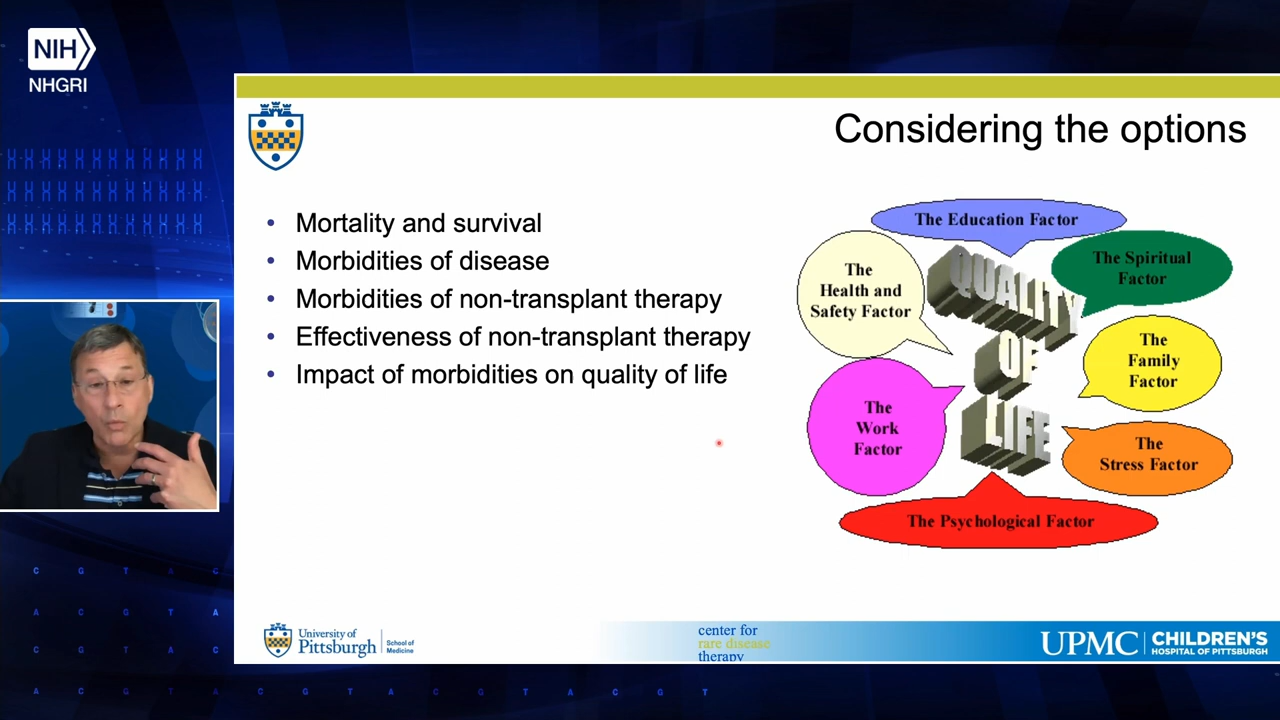 NIH
NHGRI
Considering the options
• Mortality and survival
• Morbidities of disease
• Morbidities of non-transplant therapy
• Effectiveness of non-transplant therapy
• Impact of morbidities on quality of life
The Education Factor
The Spiritual
Factor
The
Health and
Safety Factor
QUALITY
OF
LIFE
The
Family
Factor
The
Work
Factor
The
Stress Factor
The Psychological Factor
University of
Pittsburgh
School of
Medicine
center for
rare disease
therapy
UPMC
CHILDREN'S
HOSPITAL OF PITTSBURGH
C G T A C
A C G T A
C G T A C
A C G T A C G T A C G T A C G T A C G T